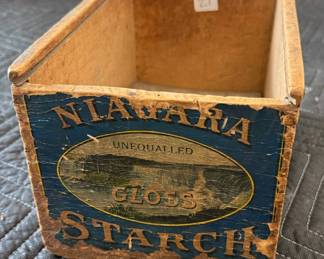 NIAGARA
UNEQUALLED
GLOSS
STARCH